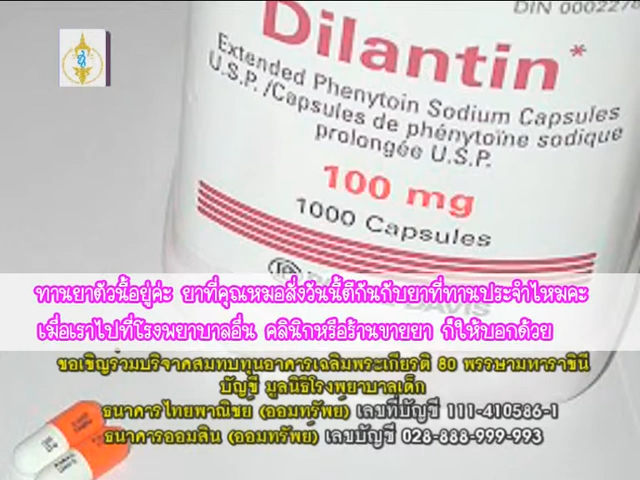 DIN 0002278
Dilantin*
Extended Phenytoin Sodium Capsules
U.S.P./Capsules de phénytoïne sodique
prolongée U.S.P.
100 mg
1000 Capsules
DAVIS
ทานยาตัวนี้อยู่ค่ะ ยาที่คุณหมอสั่งวันนี้ตีกันกับยาที่ทานประจำไหมคะ
เมื่อเราไปที่โรงพยาบาลอื่น คลินิกหรือร้านขายยา ก็ให้บอกด้วย
ขอเชิญร่วมบริจาคสมทบทุนอาคารเฉลิมพระเกียรติ 80 พรรษามหาราชินี
บัญชี มูลนิธิโรงพยาบาลเด็ก
ธนาคารไทยพาณิชย์ (ออมทรัพย์) เลขที่บัญชี 111-410586-1
ธนาคารออมสิน (ออมทรัพย์) เลขบัญชี 028-888-999-993